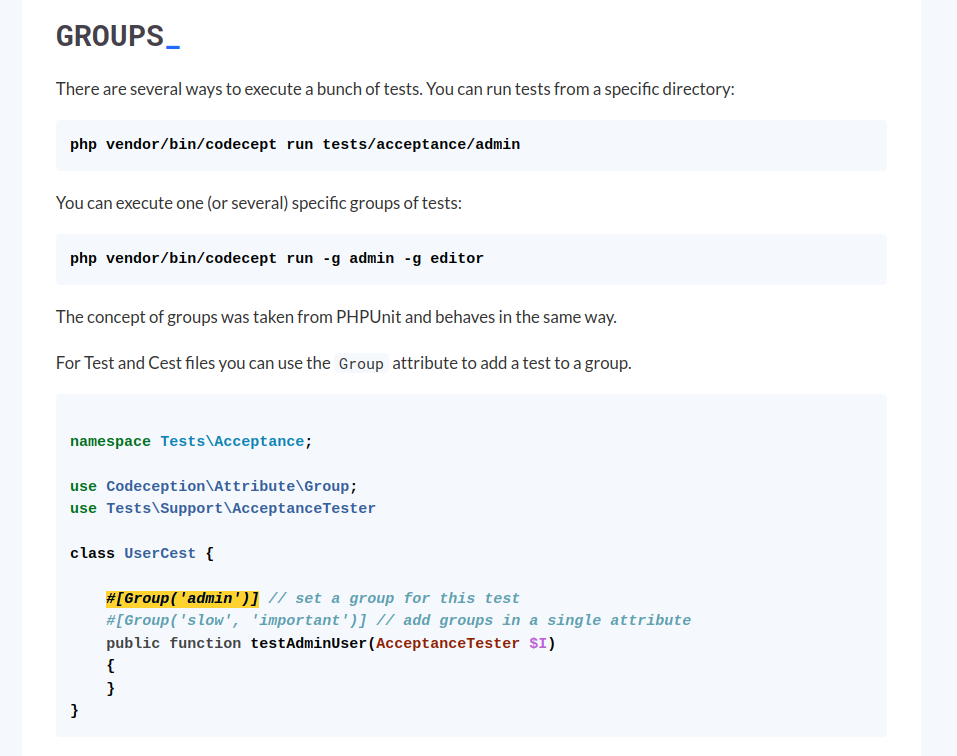 GROUPS_
There are several ways to execute a bunch of tests. You can run tests from a specific directory:
php vendor/bin/codecept run tests/acceptance/admin
You can execute one (or several) specific groups of tests:
php vendor/bin/codecept run -g admin -g editor
The concept of groups was taken from PHPUnit and behaves in the same way.
For Test and Cest files you can use the Group attribute to add a test to a group.
namespace Tests\Acceptance;
use Codeception\Attribute\Group;
use Tests\Support\AcceptanceTester
class UserCest {
#[Group('admin')] // set a group for this test
#[Group('slow', 'important')] // add groups in a single attribute
public function testAdminUser(AcceptanceTester $I)
{
}
}